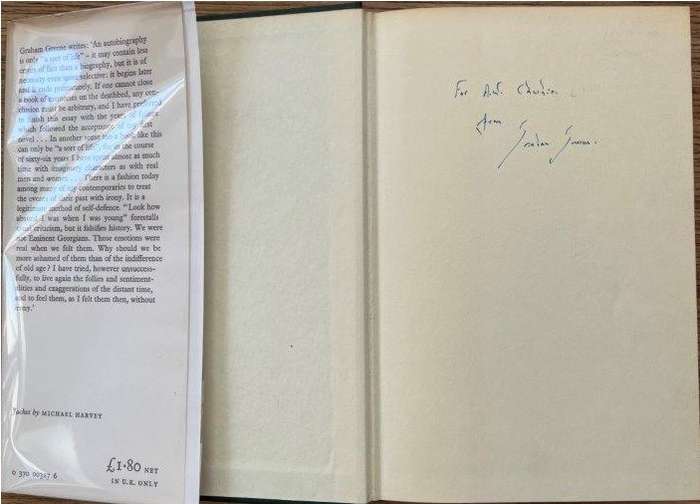 Graham Greene writes: 'An autobiography
is only "a sort of life" – it may contain less
errors of fact than a biography, but it is of
necessity even more selective: it begins later
and it ends prematurely. If one cannot close
a book of memories on the deathbed, any con-
clusion must be arbitrary, and I have preferred
to finish this essay with the years of failure
which followed the acceptance of my first
novel . . . In another sense too a book like this
can only be "a sort of life", for in the course
of sixty-six years I have spent almost as much
time with imaginary characters as with real
men and women . . . There is a fashion today
among many of my contemporaries to treat
the events of their past with irony. It is a
legitimate method of self-defence. "Look how
absurd I was when I was young" forestalls
cruel criticism, but it falsifies history. We were
not Eminent Georgians. Those emotions were
real when we felt them. Why should we be
more ashamed of them than of the indifference
of old age? I have tried, however unsuccess-
fully, to live again the follies and sentiment-
alities and exaggerations of the distant time,
and to feel them, as I felt them then, without
irony.'
Jacket by MICHAEL HARVEY
£1·80 NET
IN U.K. ONLY
0 370 00327 6
For
from
Graham Greene.